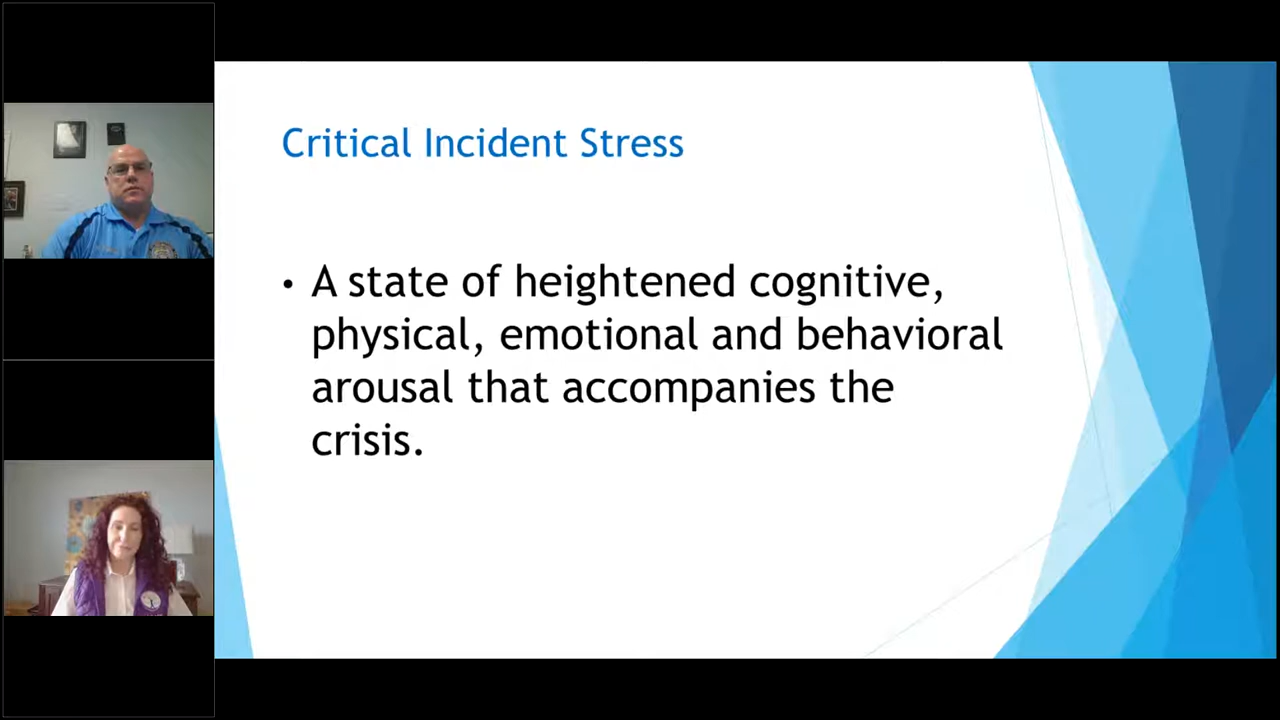 Critical Incident Stress
• A state of heightened cognitive,
physical, emotional and behavioral
arousal that accompanies the
crisis.